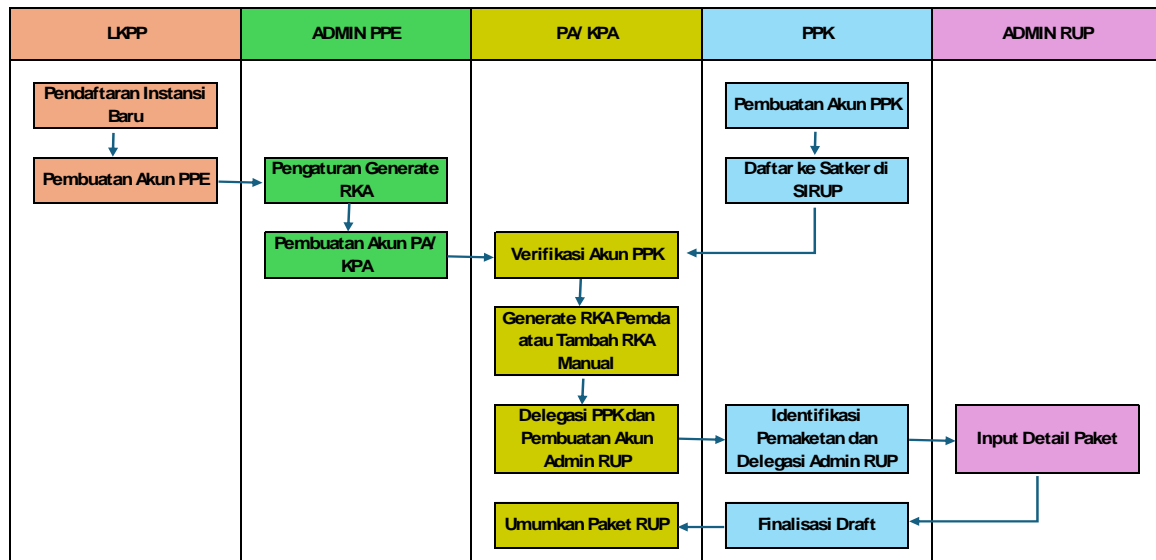 LKPP
ADMIN PPE
PA/ KPA
PPK
ADMIN RUP
Pendaftaran Instansi
Baru
Pembuatan Akun PPK
Pembuatan Akun PPE
Pengaturan Generate
RKA
Daftar ke Satker di
SIRUP
Pembuatan Akun PA/
KPA
Verifikasi Akun PPK
Generate RKA Pemda
atau Tambah RKA
Manual
Delegasi PPK dan
Pembuatan Akun
Admin RUP
Identifikasi
Pemaketan dan
Delegasi Admin RUP
Input Detail Paket
Umumkan Paket RUP
Finalisasi Draft